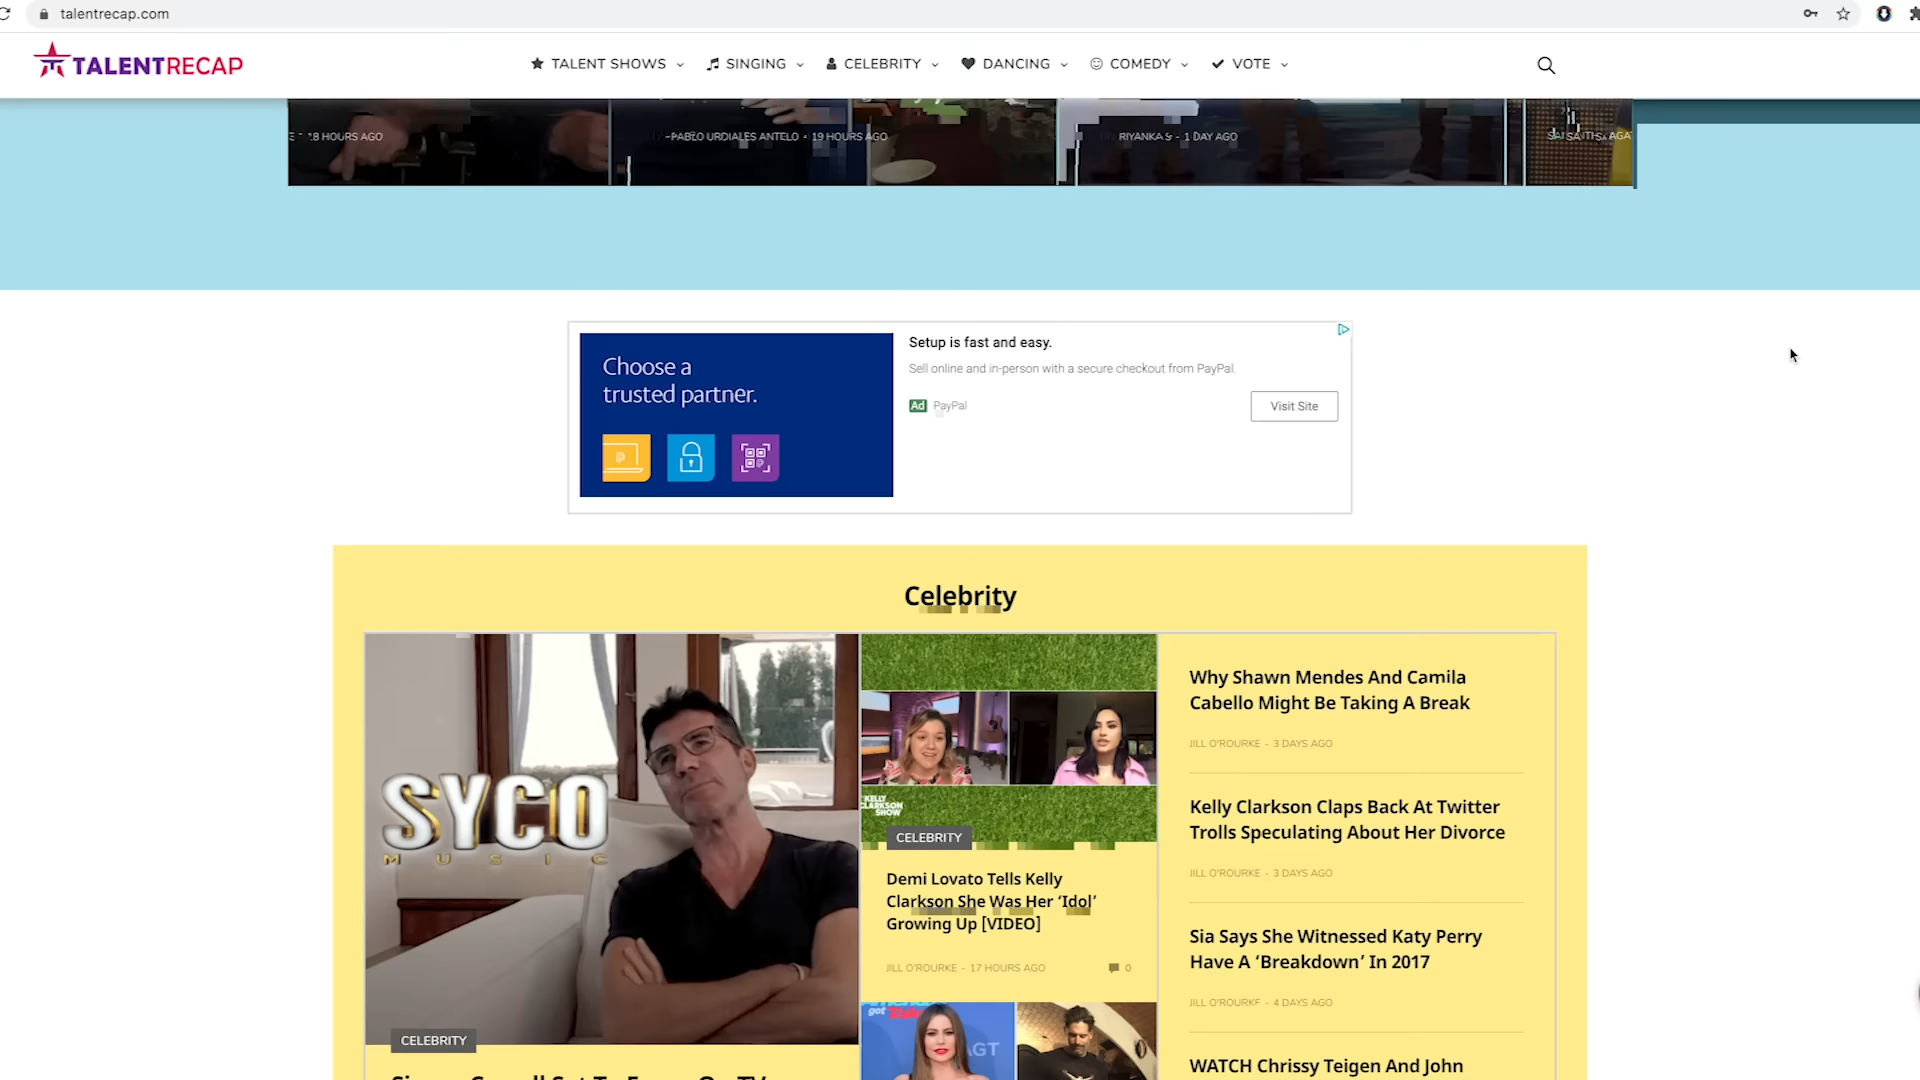 talentrecap.com
TALENTRECAP
TALENT SHOWS
SINGING
CELEBRITY
DANCING
COMEDY
VOTE
18 HOURS AGO
PABLO URDIALES ANTELO - 19 HOURS AGO
- 1 DAY AGO
Choose a
trusted partner.
Setup is fast and easy.
Sell online and in-person with a secure checkout from PayPal.
Ad PayPal
Visit Site
Celebrity
SYCO
MUSIC
CELEBRITY
KELLY
CLARKSON
SHOW
CELEBRITY
Demi Lovato Tells Kelly
Clarkson She Was Her ‘Idol’
Growing Up [VIDEO]
JILL O'ROURKE - 17 HOURS AGO
0
got Talent
AGT
Why Shawn Mendes And Camila
Cabello Might Be Taking A Break
JILL O'ROURKE - 3 DAYS AGO
Kelly Clarkson Claps Back At Twitter
Trolls Speculating About Her Divorce
JILL O'ROURKE - 3 DAYS AGO
Sia Says She Witnessed Katy Perry
Have A ‘Breakdown’ In 2017
JILL O'ROURKE - 4 DAYS AGO
WATCH Chrissy Teigen And John